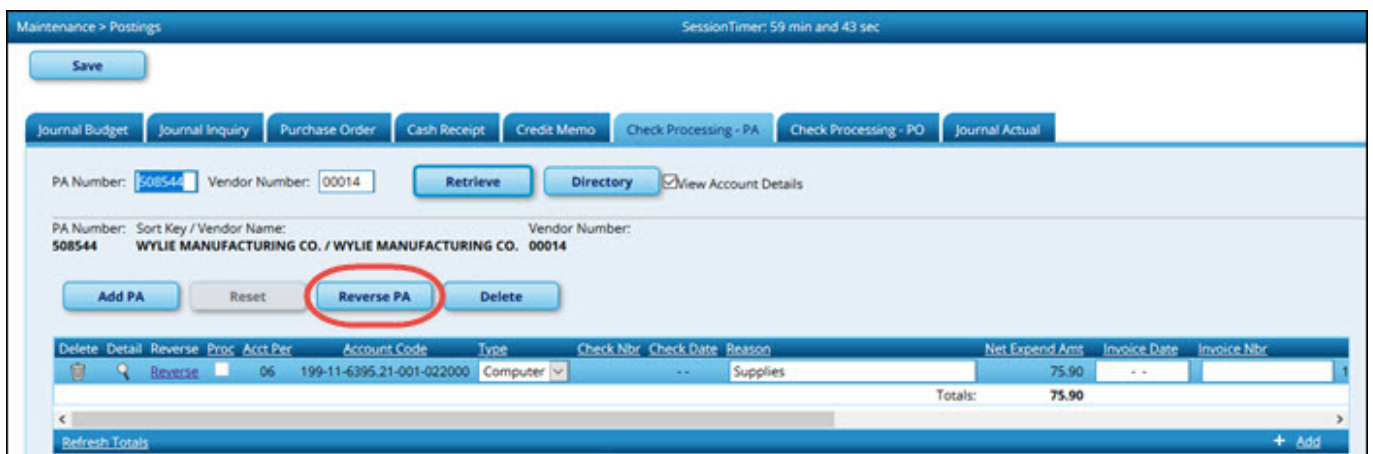 Maintenance > Postings SessionTimer: 59 min and 43 sec
Save
Journal Budget Journal Inquiry Purchase Order Cash Receipt Credit Memo Check Processing - PA Check Processing - PO Journal Actual
PA Number: 508544 Vendor Number: 00014 Retrieve Directory View Account Details
PA Number: Sort Key / Vendor Name: Vendor Number:
508544 WYLIE MANUFACTURING CO. / WYLIE MANUFACTURING CO. 00014
Add PA Reset Reverse PA Delete
Delete Detail Reverse Proc Acct Per Account Code Type Check Nbr Check Date Reason Net Expend Amt Invoice Date Invoice Nbr
Reverse 06 199-11-6395.21-001-022000 Computer - - Supplies 75.90 - - 1
Totals: 75.90
< >
Refresh Totals + Add